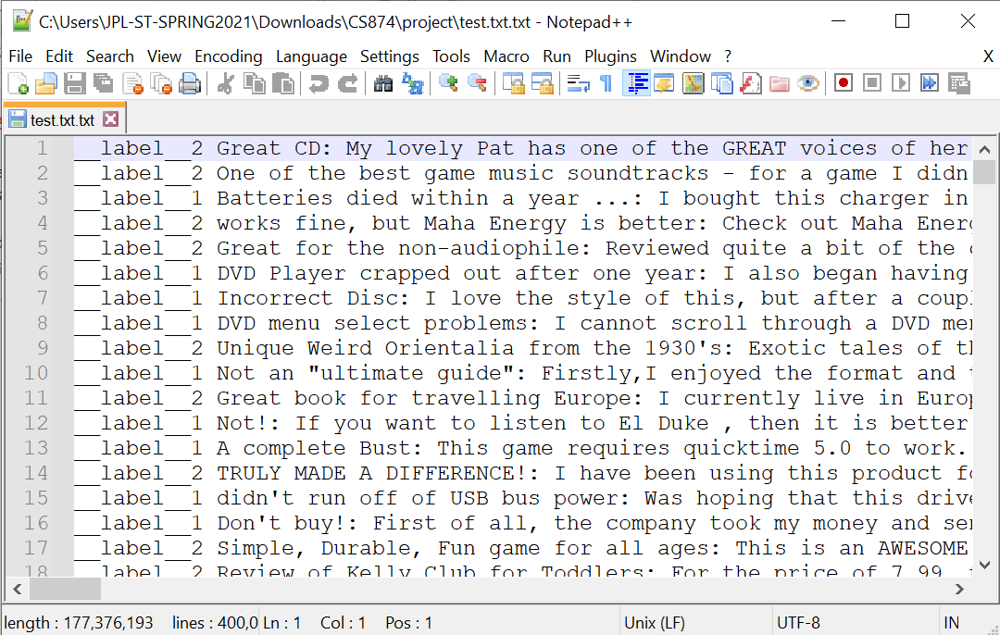 C:\Users\JPL-ST-SPRING2021\Downloads\CS874\project\test.txt.txt - Notepad++
File Edit Search View Encoding Language Settings Tools Macro Run Plugins Window ? X
test.txt.txt
1 __label__2 Great CD: My lovely Pat has one of the GREAT voices of her
2 __label__2 One of the best game music soundtracks - for a game I didn
3 __label__1 Batteries died within a year ...: I bought this charger in
4 __label__2 works fine, but Maha Energy is better: Check out Maha Energ
5 __label__2 Great for the non-audiophile: Reviewed quite a bit of the
6 __label__1 DVD Player crapped out after one year: I also began having
7 __label__1 Incorrect Disc: I love the style of this, but after a coupl
8 __label__1 DVD menu select problems: I cannot scroll through a DVD me
9 __label__2 Unique Weird Orientalia from the 1930's: Exotic tales of t
10 __label__1 Not an "ultimate guide": Firstly,I enjoyed the format and
11 __label__2 Great book for travelling Europe: I currently live in Europ
12 __label__1 Not!: If you want to listen to El Duke , then it is better
13 __label__1 A complete Bust: This game requires quicktime 5.0 to work.
14 __label__2 TRULY MADE A DIFFERENCE!: I have been using this product f
15 __label__1 didn't run off of USB bus power: Was hoping that this drive
16 __label__1 Don't buy!: First of all, the company took my money and se
17 __label__2 Simple, Durable, Fun game for all ages: This is an AWESOME
18 __label__2 Review of Kelly Club for Toddlers: For the price of 7.99,
length : 177,376,193 lines : 400,0 Ln : 1 Col : 1 Pos : 1 Unix (LF) UTF-8 IN